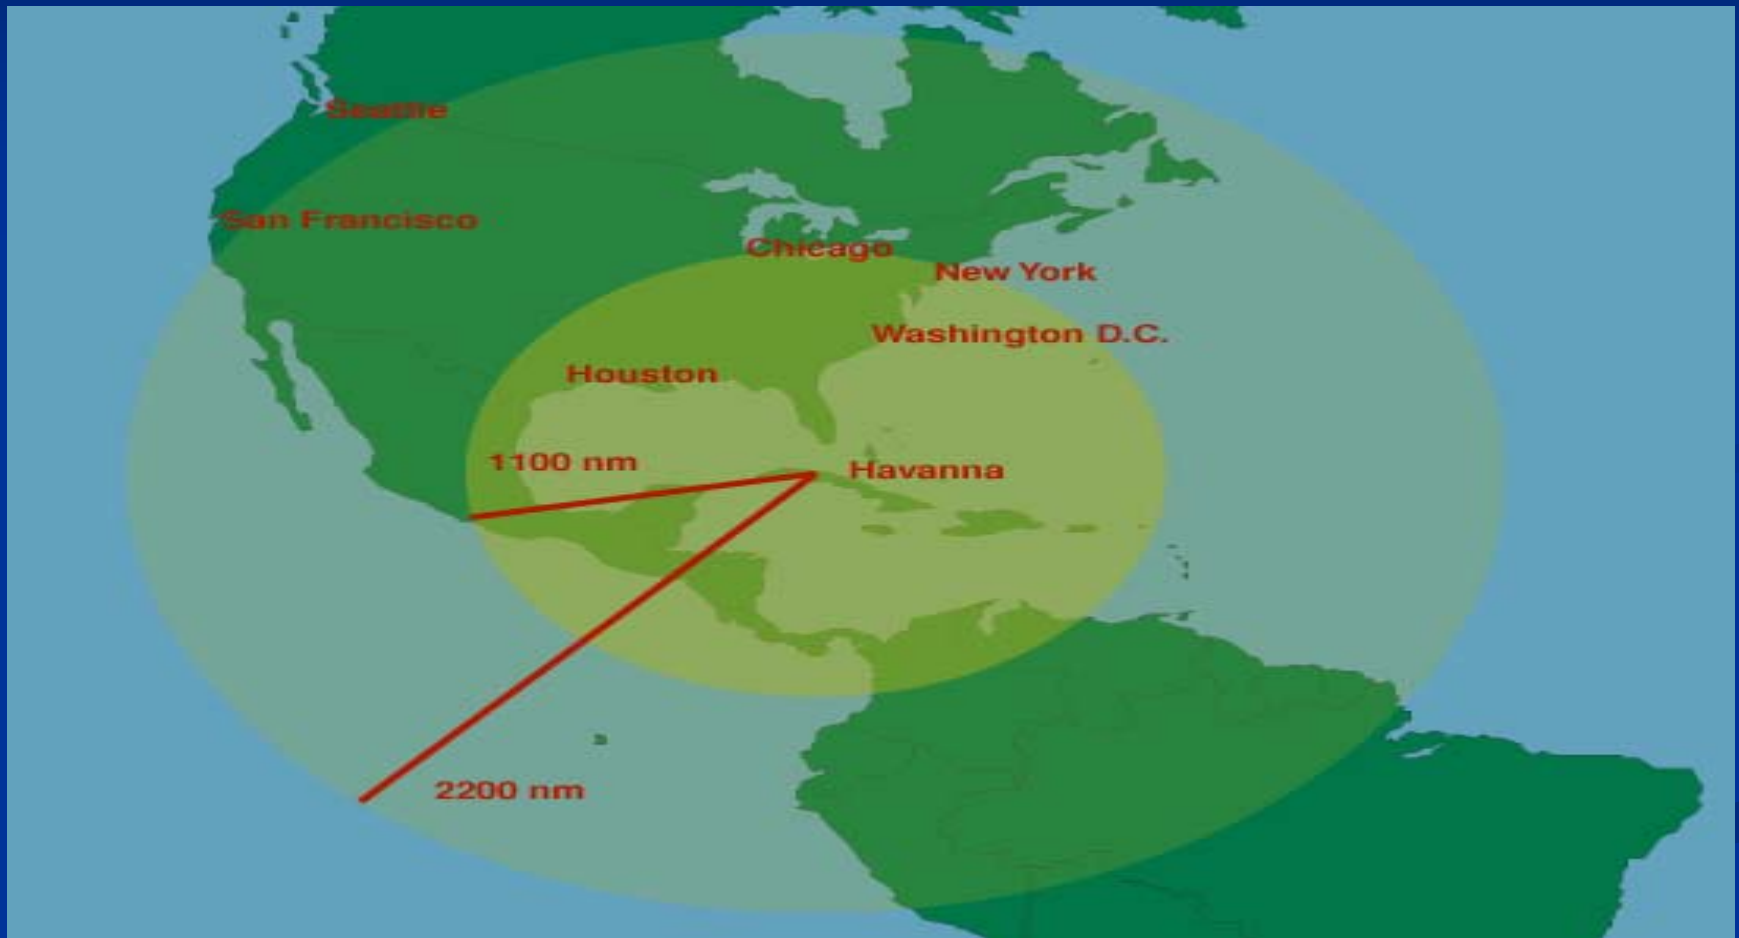 Seattle
San Francisco
Chicago
New York
Washington D.C.
Houston
1100 nm
Havanna
2200 nm